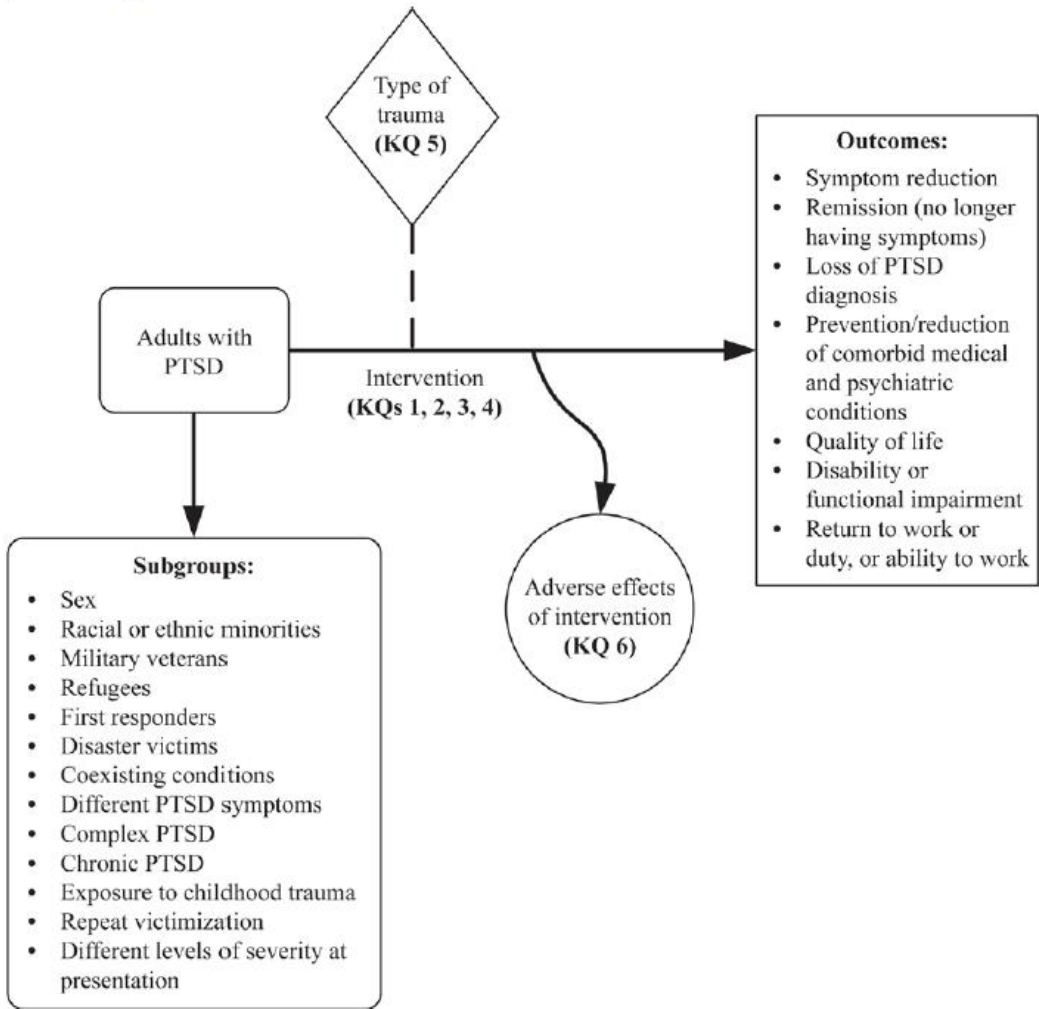 Type of
trauma
(KQ 5)
Outcomes:
• Symptom reduction
• Remission (no longer
having symptoms)
• Loss of PTSD
diagnosis
• Prevention/reduction
of comorbid medical
and psychiatric
conditions
• Quality of life
• Disability or
functional impairment
• Return to work or
duty, or ability to work
Adults with
PTSD
Intervention
(KQs 1, 2, 3, 4)
Adverse effects
of intervention
(KQ 6)
Subgroups:
• Sex
• Racial or ethnic minorities
• Military veterans
• Refugees
• First responders
• Disaster victims
• Coexisting conditions
• Different PTSD symptoms
• Complex PTSD
• Chronic PTSD
• Exposure to childhood trauma
• Repeat victimization
• Different levels of severity at
presentation